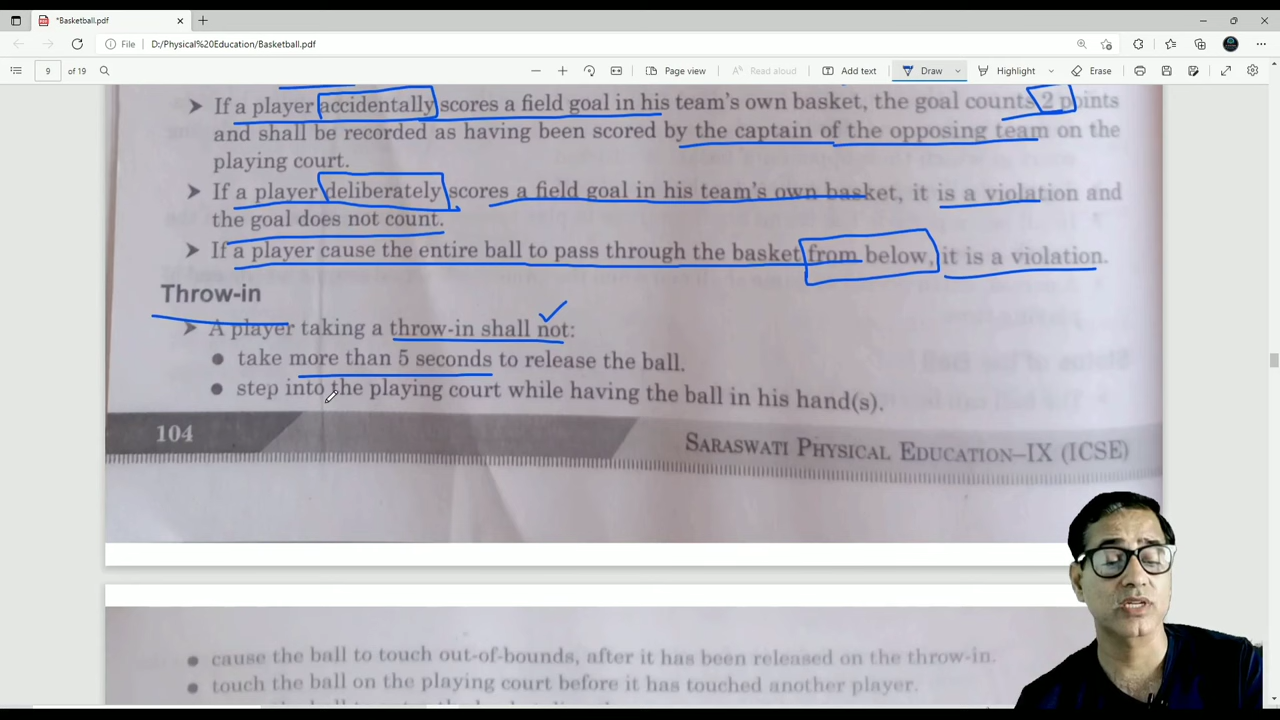 *Basketball.pdf
File D:/Physical%20Education/Basketball.pdf
9 of 19 Page view Read aloud Add text Draw Highlight Erase
➤ If a player accidentally scores a field goal in his team's own basket, the goal counts 2 points
and shall be recorded as having been scored by the captain of the opposing team on the
playing court.
➤ If a player deliberately scores a field goal in his team's own basket, it is a violation and
the goal does not count.
➤ If a player cause the entire ball to pass through the basket from below, it is a violation.
Throw-in
➤ A player taking a throw-in shall not:
● take more than 5 seconds to release the ball.
● step into the playing court while having the ball in his hand(s).
104 SARASWATI PHYSICAL EDUCATION–IX (ICSE)
● cause the ball to touch out-of-bounds, after it has been released on the throw-in.
● touch the ball on the playing court before it has touched another player.